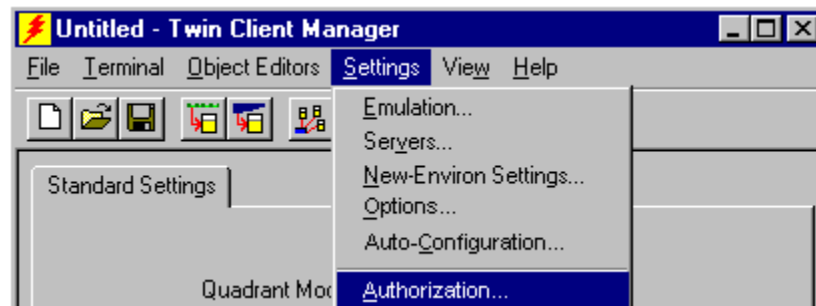 Untitled - Twin Client Manager
File Terminal Object Editors Settings View Help
Emulation...
Servers...
New-Environ Settings...
Options...
Auto-Configuration...
Authorization...
Standard Settings
Quadrant